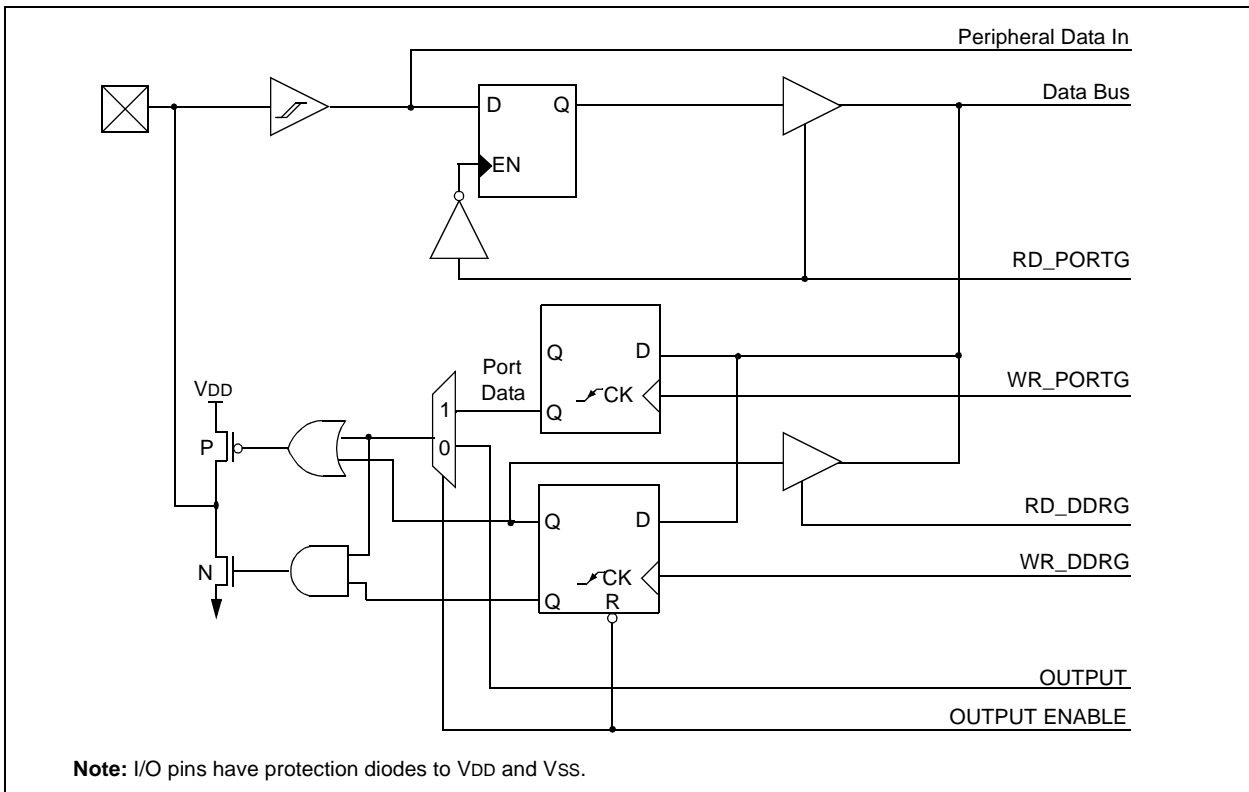 Peripheral Data In
Data Bus
D Q
EN
RD_PORTG
Q D
Port
Data
CK
Q
WR_PORTG
VDD
1
0
P
RD_DDRG
Q D
N
CK
Q
R
WR_DDRG
OUTPUT
OUTPUT ENABLE
Note: I/O pins have protection diodes to VDD and VSS.